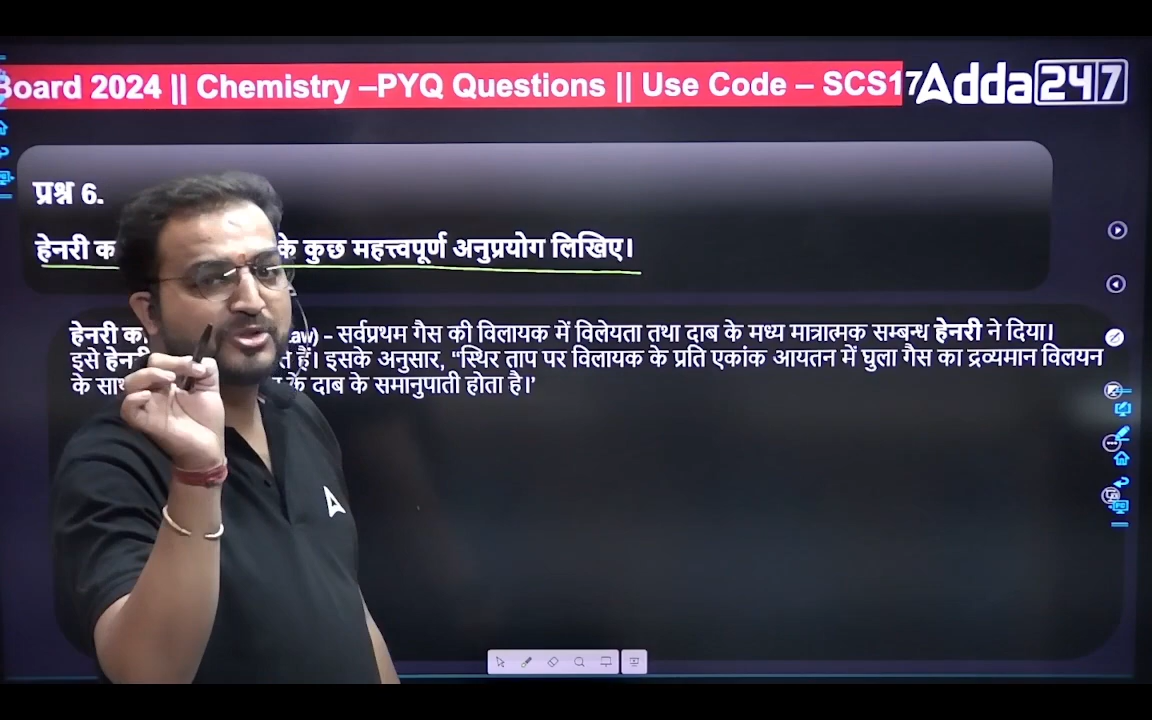 Board 2024 || Chemistry –PYQ Questions || Use Code – SCS17
Adda247
प्रश्न 6.
हेनरी के कुछ महत्त्वपूर्ण अनुप्रयोग लिखिए।
हेनरी – सर्वप्रथम गैस की विलायक में विलेयता तथा दाब के मध्य मात्रात्मक सम्बन्ध हेनरी ने दिया।
इसे हैं। इसके अनुसार, “स्थिर ताप पर विलायक के प्रति एकांक आयतन में घुला गैस का द्रव्यमान विलयन
के के दाब के समानुपाती होता है।’